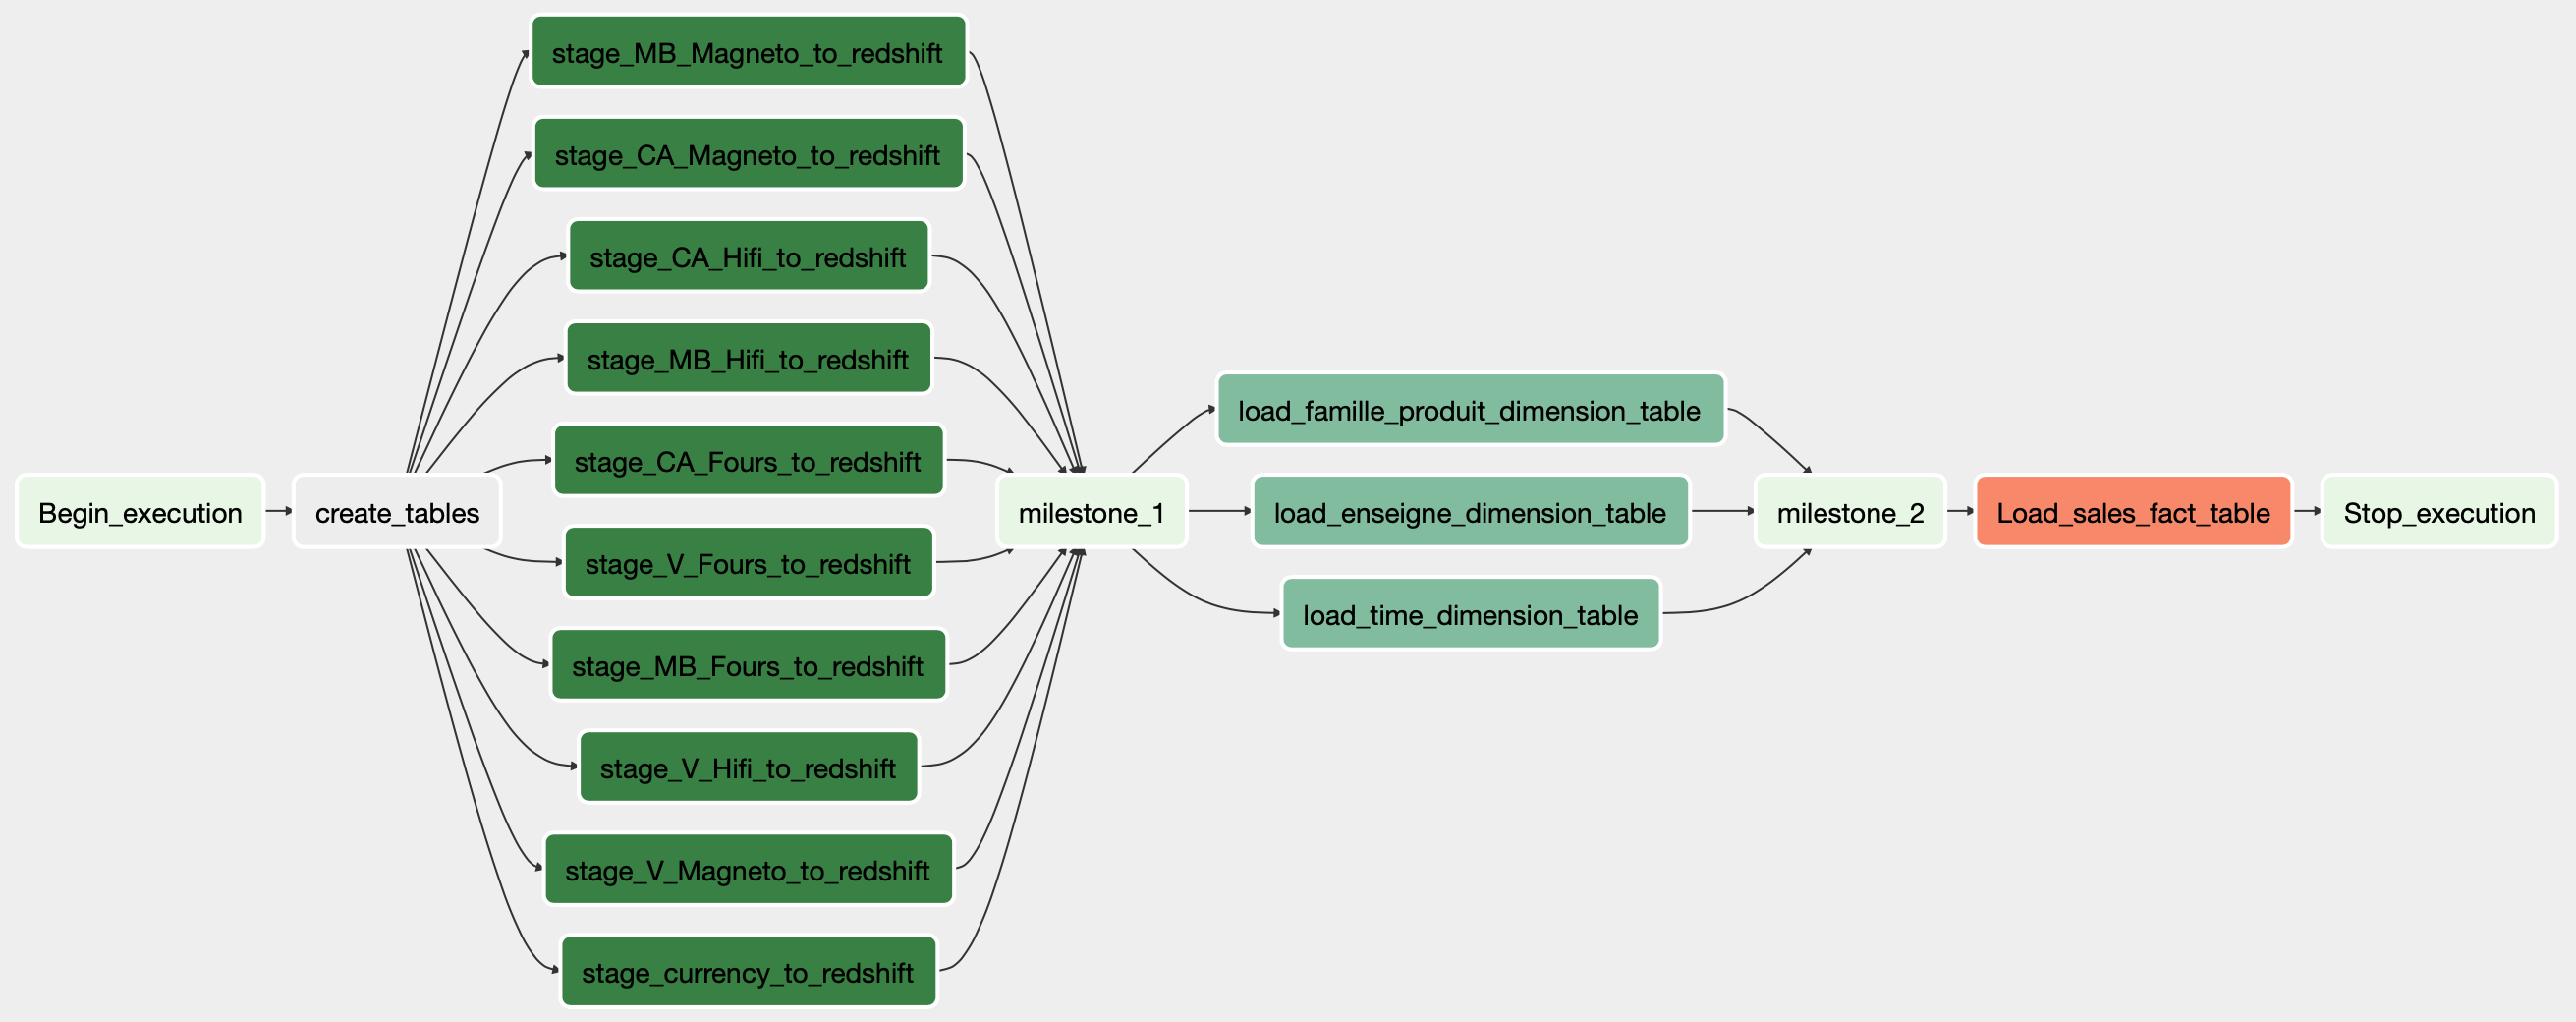 Begin_execution
create_tables
stage_MB_Magneto_to_redshift
stage_CA_Magneto_to_redshift
stage_CA_Hifi_to_redshift
stage_MB_Hifi_to_redshift
stage_CA_Fours_to_redshift
stage_V_Fours_to_redshift
stage_MB_Fours_to_redshift
stage_V_Hifi_to_redshift
stage_V_Magneto_to_redshift
stage_currency_to_redshift
milestone_1
load_famille_produit_dimension_table
load_enseigne_dimension_table
load_time_dimension_table
milestone_2
Load_sales_fact_table
Stop_execution